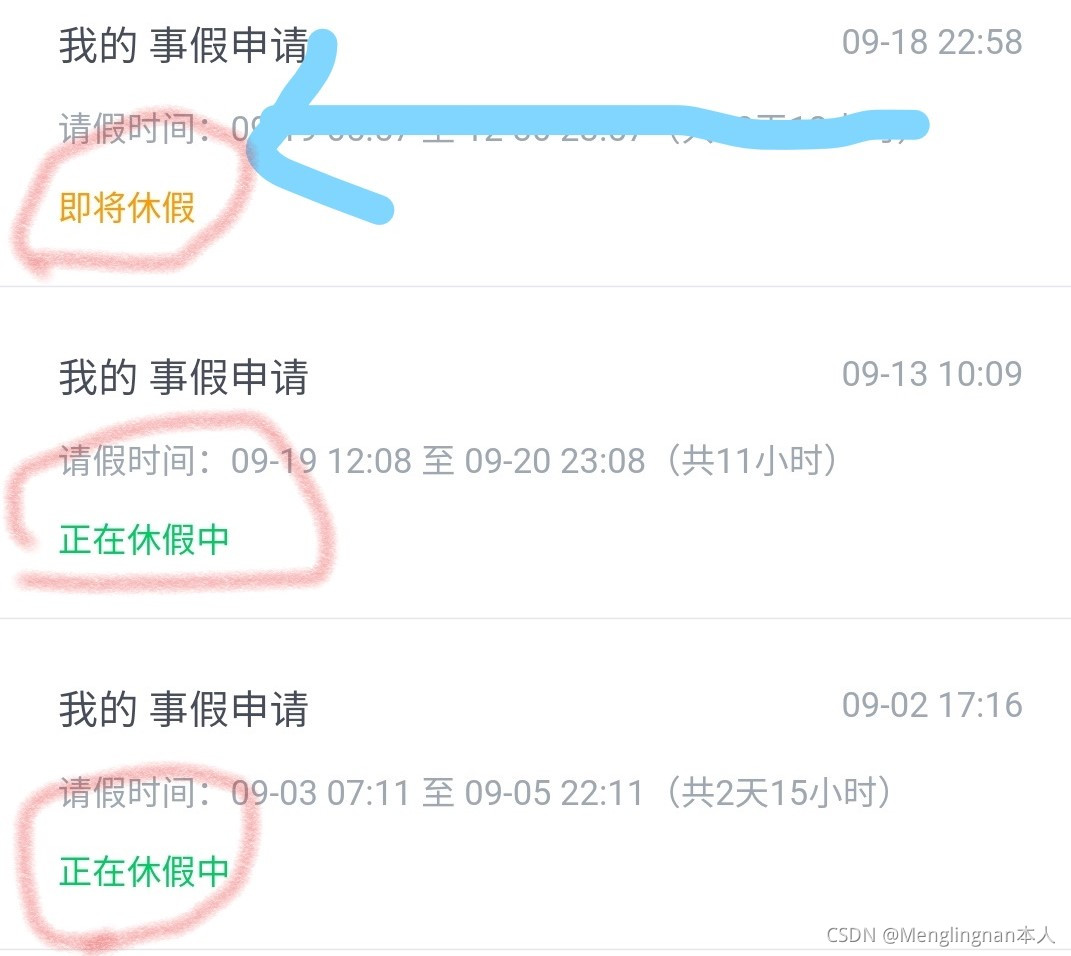 我的 事假申请
09-18 22:58
请假时间：
即将休假
我的 事假申请
09-13 10:09
请假时间：09-19 12:08 至 09-20 23:08（共11小时）
正在休假中
我的 事假申请
09-02 17:16
请假时间：09-03 07:11 至 09-05 22:11（共2天15小时）
正在休假中
CSDN @Menglingnan本人